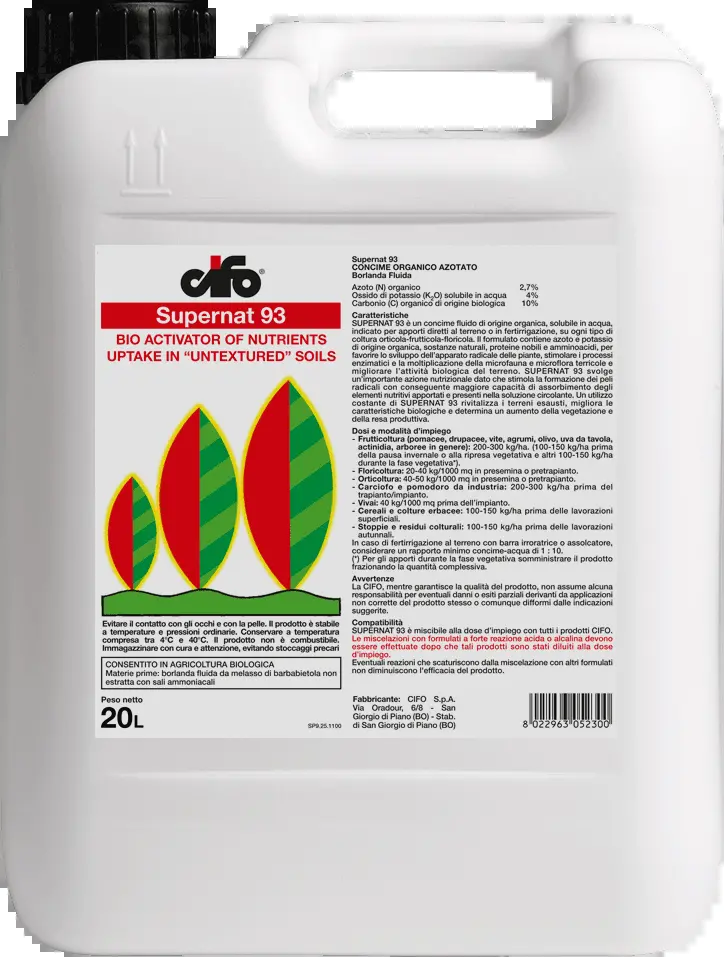 cifo®
Supernat 93
BIO ACTIVATOR OF NUTRIENTS
UPTAKE IN “UNTEXTURED” SOILS
Evitare il contatto con gli occhi e con la pelle. Il prodotto è stabile
a temperature e pressioni ordinarie. Conservare a temperatura
compresa tra 4°C e 40°C. Il prodotto non è combustibile.
Immagazzinare con cura e attenzione, evitando stoccaggi precari
CONSENTITO IN AGRICOLTURA BIOLOGICA
Materie prime: borlanda fluida da melasso di barbabietola non
estratta con sali ammoniacali
Peso netto
20L
SP9.25.1100
Supernat 93
CONCIME ORGANICO AZOTATO
Borlanda Fluida
Azoto (N) organico 2,7%
Ossido di potassio (K2O) solubile in acqua 4%
Carbonio (C) organico di origine biologica 10%
Caratteristiche
SUPERNAT 93 è un concime fluido di origine organica, solubile in acqua,
indicato per apporti diretti al terreno o in fertirrigazione, su ogni tipo di
coltura orticola-frutticola-floricola. Il formulato contiene azoto e potassio
di origine organica, sostanze naturali, proteine nobili e amminoacidi, per
favorire lo sviluppo dell'apparato radicale delle piante, stimolare i processi
enzimatici e la moltiplicazione della microfauna e microflora terricole e
migliorare l'attività biologica del terreno. SUPERNAT 93 svolge
un'importante azione nutrizionale dato che stimola la formazione dei peli
radicali con conseguente maggiore capacità di assorbimento degli
elementi nutritivi apportati e presenti nella soluzione circolante. Un utilizzo
costante di SUPERNAT 93 rivitalizza i terreni esausti, migliora le
caratteristiche biologiche e determina un aumento della vegetazione e
della resa produttiva.
Dosi e modalità d'impiego
- Frutticoltura (pomacee, drupacee, vite, agrumi, olivo, uva da tavola,
actinidia, arboree in genere): 200-300 kg/ha. (100-150 kg/ha prima
della pausa invernale o alla ripresa vegetativa e altri 100-150 kg/ha
durante la fase vegetativa*).
- Floricoltura: 20-40 kg/1000 mq in presemina o pretrapianto.
- Orticoltura: 40-50 kg/1000 mq in presemina o pretrapianto.
- Carciofo e pomodoro da industria: 200-300 kg/ha prima del
trapianto/impianto.
- Vivai: 40 kg/1000 mq prima dell'impianto.
- Cereali e colture erbacee: 100-150 kg/ha prima delle lavorazioni
superficiali.
- Stoppie e residui colturali: 100-150 kg/ha prima delle lavorazioni
autunnali.
In caso di fertirrigazione al terreno con barra irroratrice o assolcatore,
considerare un rapporto minimo concime-acqua di 1 : 10.
(*) Per gli apporti durante la fase vegetativa somministrare il prodotto
frazionando la quantità complessiva.
Avvertenze
La CIFO, mentre garantisce la qualità del prodotto, non assume alcuna
responsabilità per eventuali danni o esiti parziali derivanti da applicazioni
non corrette del prodotto stesso o comunque difformi dalle indicazioni
suggerite.
Compatibilità
SUPERNAT 93 è miscibile alla dose d'impiego con tutti i prodotti CIFO.
Le miscelazioni con formulati a forte reazione acida o alcalina devono
essere effettuate dopo che tali prodotti sono stati diluiti alla dose
d'impiego.
Eventuali reazioni che scaturiscono dalla miscelazione con altri formulati
non diminuiscono l'efficacia del prodotto.
Fabbricante: CIFO S.p.A.
Via Oradour, 6/8 - San
Giorgio di Piano (BO) - Stab.
di San Giorgio di Piano (BO)
8 022963 052300